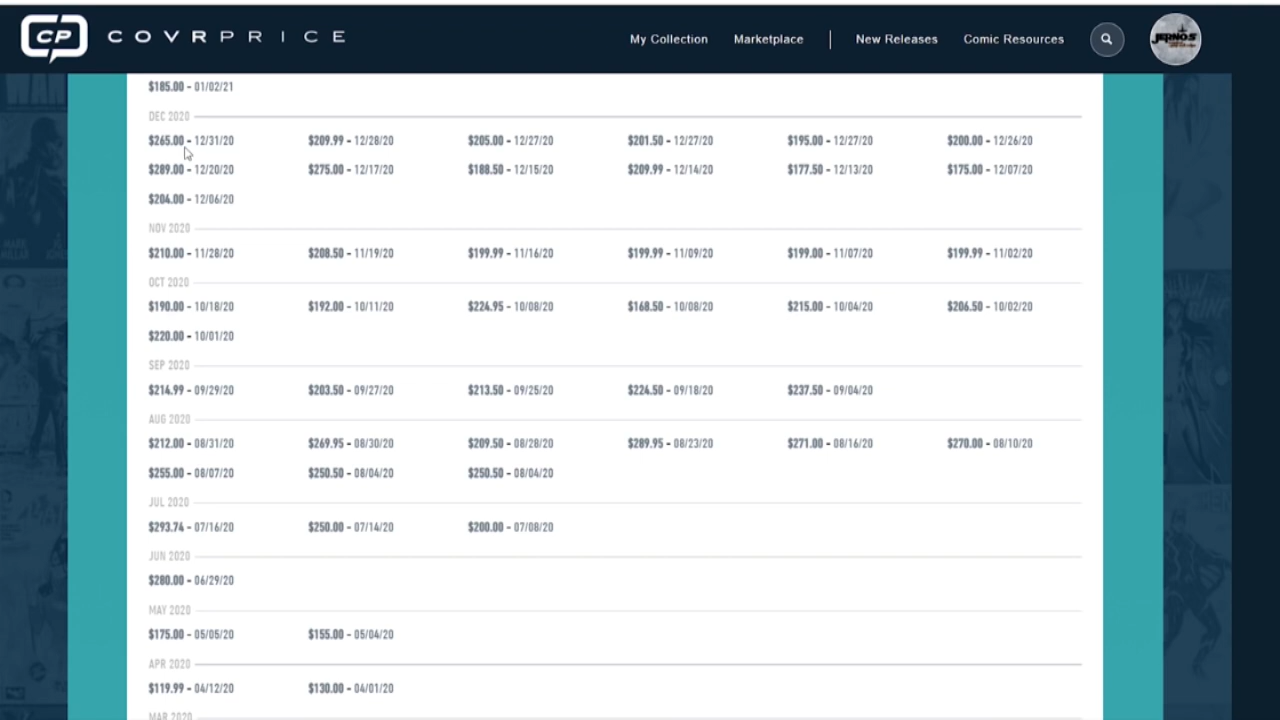 CP COVRPRICE
My Collection Marketplace | New Releases Comic Resources
$185.00 - 01/02/21
DEC 2020
$265.00 - 12/31/20 $209.99 - 12/28/20 $205.00 - 12/27/20 $201.50 - 12/27/20 $195.00 - 12/27/20 $200.00 - 12/26/20
$289.00 - 12/20/20 $275.00 - 12/17/20 $188.50 - 12/15/20 $209.99 - 12/14/20 $177.50 - 12/13/20 $175.00 - 12/07/20
$204.00 - 12/06/20
NOV 2020
$210.00 - 11/28/20 $208.50 - 11/19/20 $199.99 - 11/16/20 $199.99 - 11/09/20 $199.00 - 11/07/20 $199.99 - 11/02/20
OCT 2020
$190.00 - 10/18/20 $192.00 - 10/11/20 $224.95 - 10/08/20 $168.50 - 10/08/20 $215.00 - 10/04/20 $206.50 - 10/02/20
$220.00 - 10/01/20
SEP 2020
$214.99 - 09/29/20 $203.50 - 09/27/20 $213.50 - 09/25/20 $224.50 - 09/18/20 $237.50 - 09/04/20
AUG 2020
$212.00 - 08/31/20 $269.95 - 08/30/20 $209.50 - 08/28/20 $289.95 - 08/23/20 $271.00 - 08/16/20 $270.00 - 08/10/20
$255.00 - 08/07/20 $250.50 - 08/04/20 $250.50 - 08/04/20
JUL 2020
$293.74 - 07/16/20 $250.00 - 07/14/20 $200.00 - 07/08/20
JUN 2020
$280.00 - 06/29/20
MAY 2020
$175.00 - 05/05/20 $155.00 - 05/04/20
APR 2020
$119.99 - 04/12/20 $130.00 - 04/01/20
MAR 2020